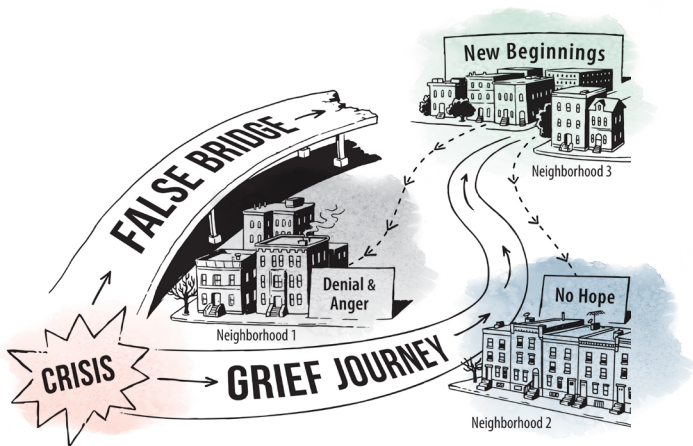 New Beginnings
Neighborhood 3
FALSE BRIDGE
Denial &
Anger
Neighborhood 1
No Hope
Neighborhood 2
CRISIS
GRIEF JOURNEY